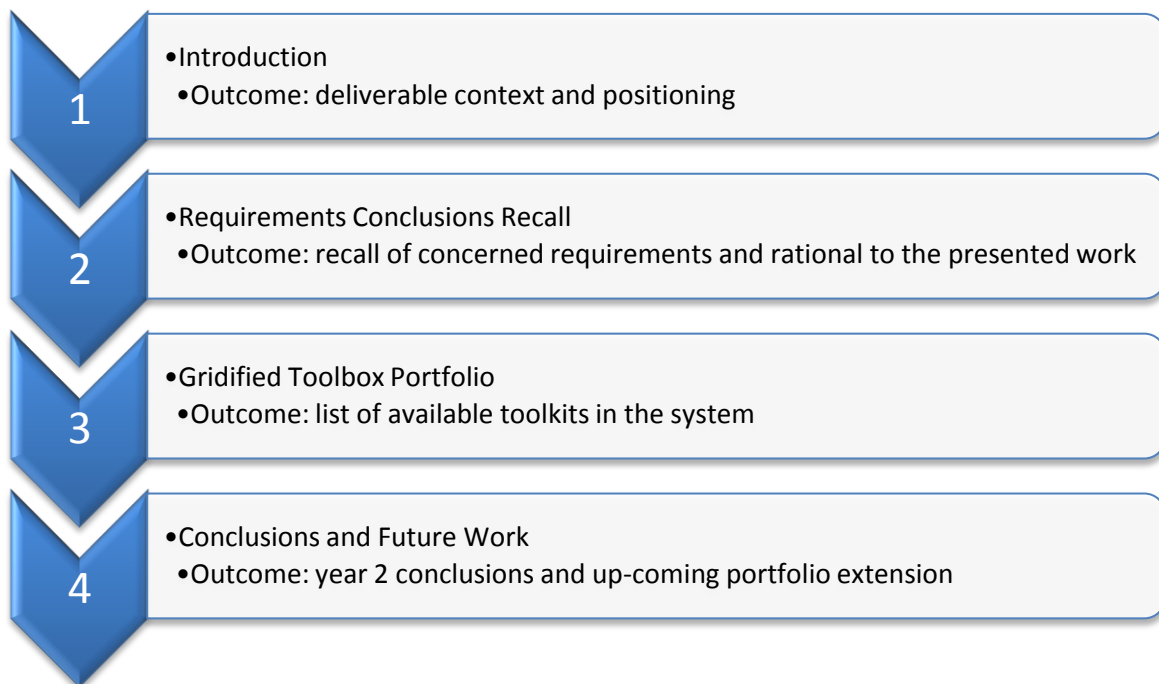 1
•Introduction
•Outcome: deliverable context and positioning
2
•Requirements Conclusions Recall
•Outcome: recall of concerned requirements and rational to the presented work
3
•Gridified Toolbox Portfolio
•Outcome: list of available toolkits in the system
4
•Conclusions and Future Work
•Outcome: year 2 conclusions and up-coming portfolio extension